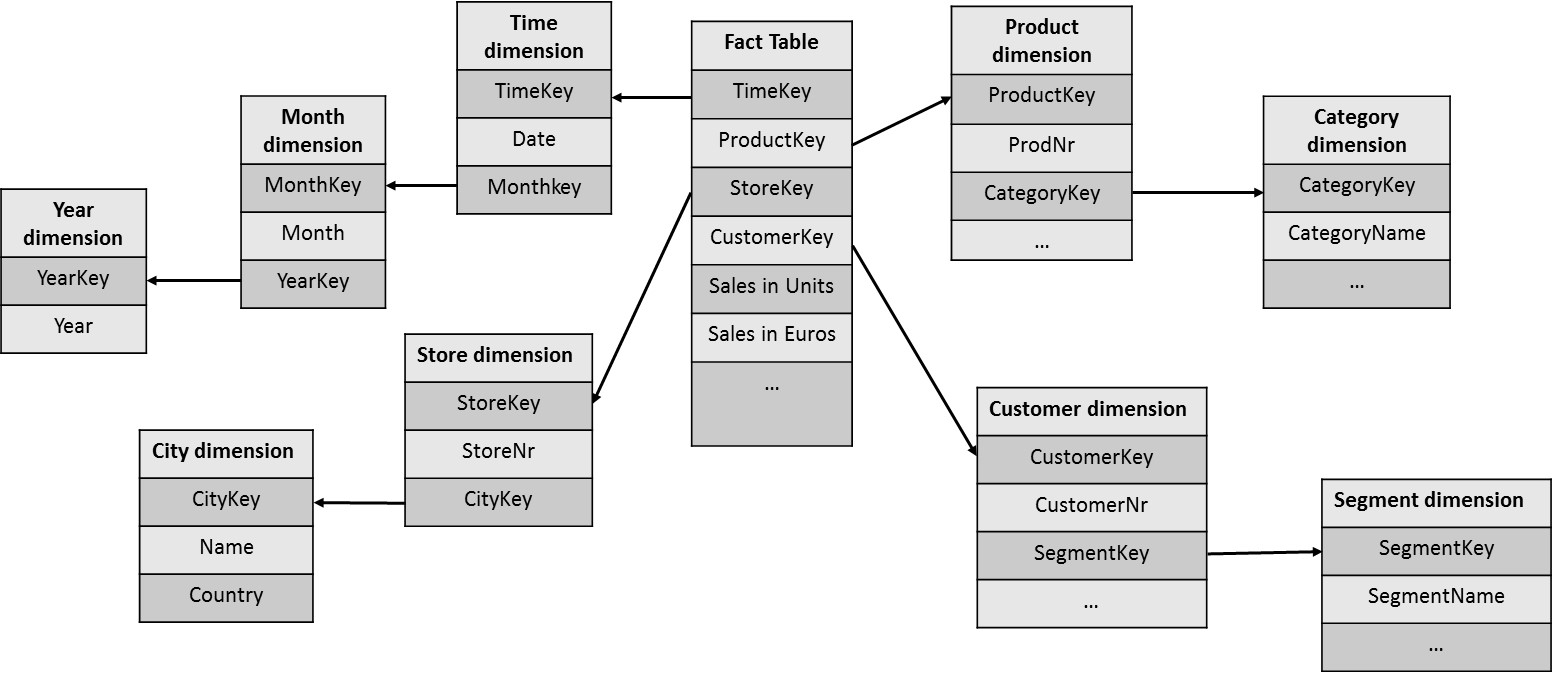 Year
dimension
YearKey
Year
Month
dimension
MonthKey
Month
YearKey
Time
dimension
TimeKey
Date
Monthkey
Fact Table
TimeKey
ProductKey
StoreKey
CustomerKey
Sales in Units
Sales in Euros
...
Product
dimension
ProductKey
ProdNr
CategoryKey
...
Category
dimension
CategoryKey
CategoryName
...
Store dimension
StoreKey
StoreNr
CityKey
City dimension
CityKey
Name
Country
Customer dimension
CustomerKey
CustomerNr
SegmentKey
...
Segment dimension
SegmentKey
SegmentName
...